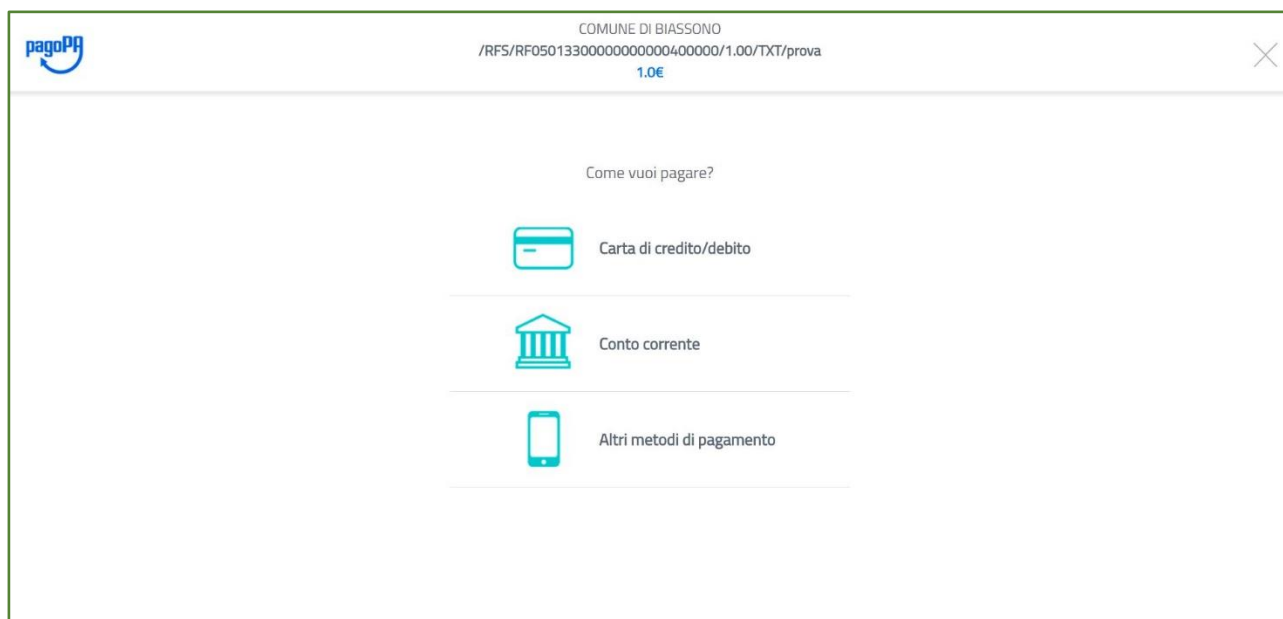 pagoPA
COMUNE DI BIASSONO
/RFS/RF05013300000000000400000/1.00/TXT/prova
1.0€
Come vuoi pagare?
Carta di credito/debito
Conto corrente
Altri metodi di pagamento